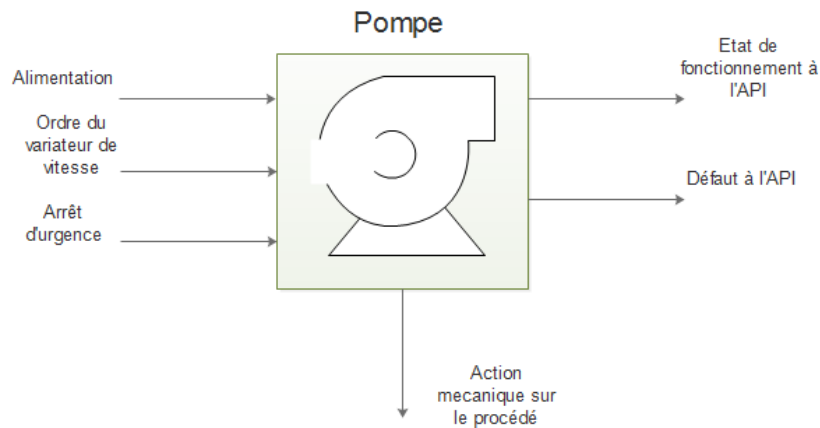 Pompe
Alimentation
Ordre du
variateur de
vitesse
Arrêt
d'urgence
Etat de
fonctionnement à
l'API
Défaut à l'API
Action
mecanique sur
le procédé